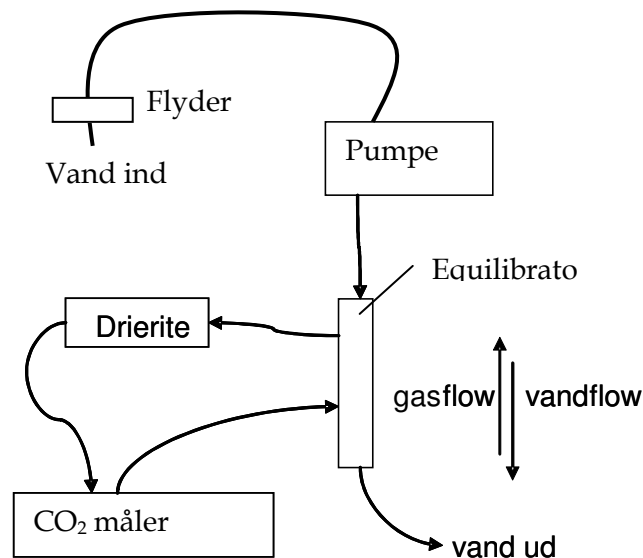 Flyder
Vand ind
Pumpe
Equilibrato
Drierite
gasflow vandflow
CO₂ måler
vand ud